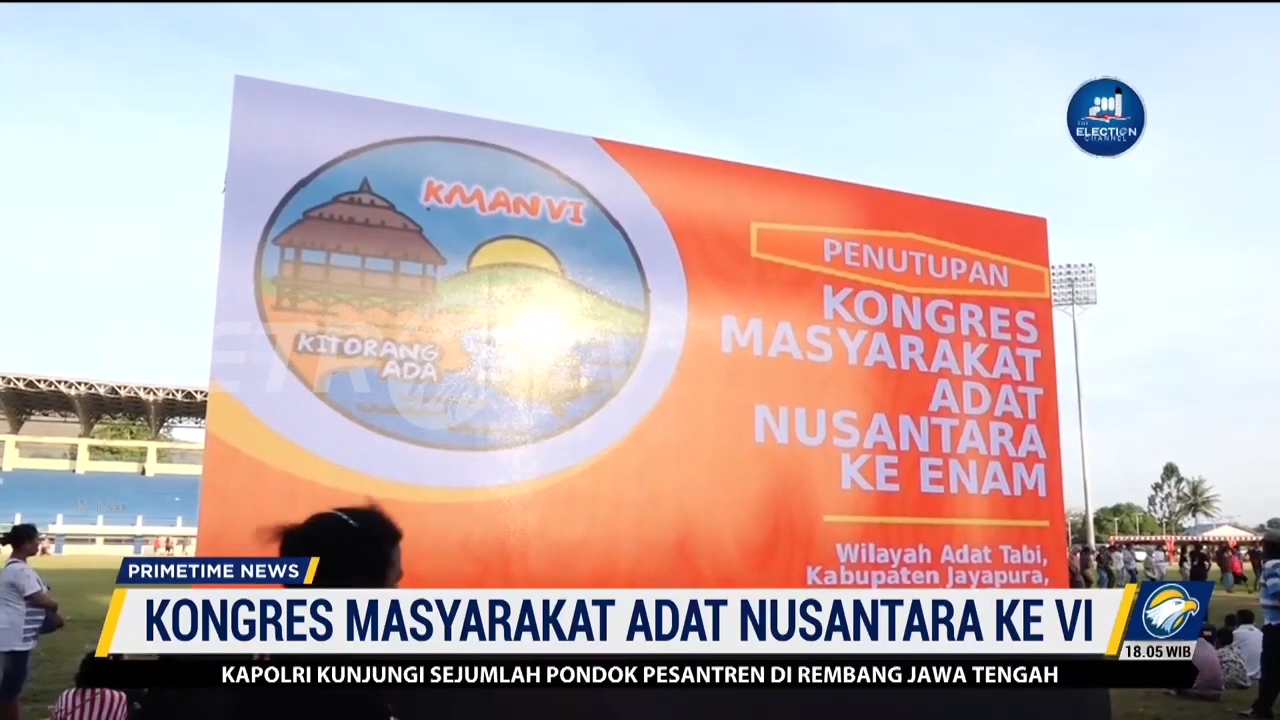 THE
ELECTION
CHANNEL
KMAN VI
KITORANG
ADA
PENUTUPAN
KONGRES
MASYARAKAT
ADAT
NUSANTARA
KE ENAM
Wilayah Adat Tabi,
Kabupaten Jayapura,
METRO
PRIMETIME NEWS
KONGRES MASYARAKAT ADAT NUSANTARA KE VI
18.05 WIB
KAPOLRI KUNJUNGI SEJUMLAH PONDOK PESANTREN DI REMBANG JAWA TENGAH